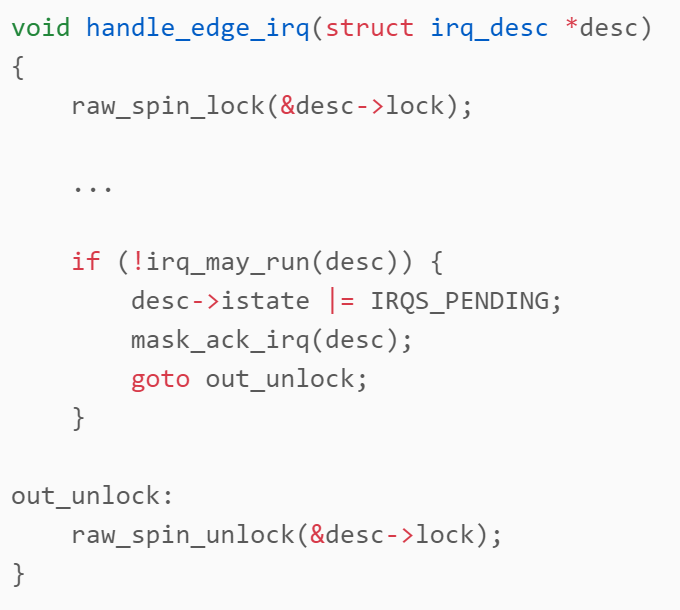 void handle_edge_irq(struct irq_desc *desc)
{
    raw_spin_lock(&desc->lock);

    ...

    if (!irq_may_run(desc)) {
        desc->istate |= IRQS_PENDING;
        mask_ack_irq(desc);
        goto out_unlock;
    }

out_unlock:
    raw_spin_unlock(&desc->lock);
}